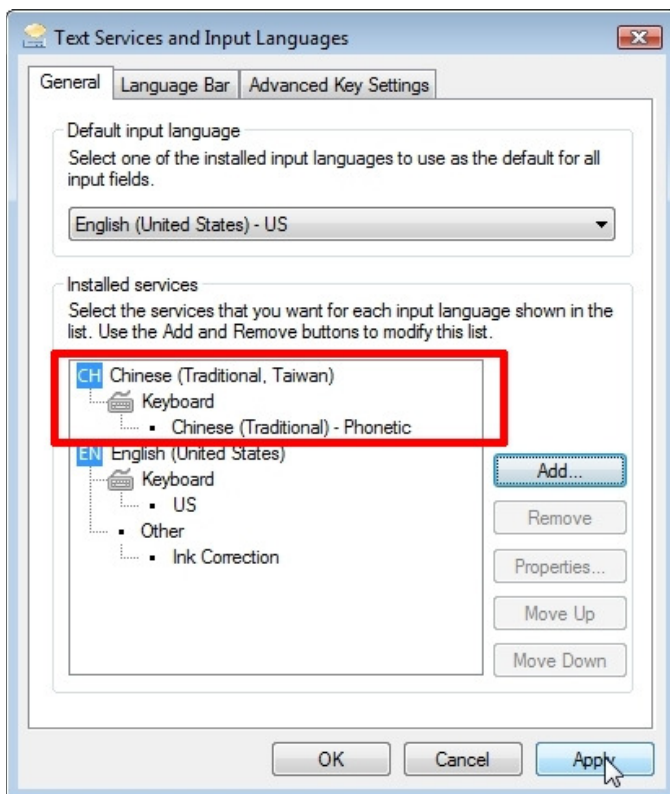 Text Services and Input Languages
General
Language Bar
Advanced Key Settings
Default input language
Select one of the installed input languages to use as the default for all
input fields.
English (United States) - US
Installed services
Select the services that you want for each input language shown in the
list. Use the Add and Remove buttons to modify this list.
CH Chinese (Traditional, Taiwan)
Keyboard
Chinese (Traditional) - Phonetic
EN English (United States)
Keyboard
US
Other
Ink Correction
Add...
Remove
Properties...
Move Up
Move Down
OK
Cancel
Apply